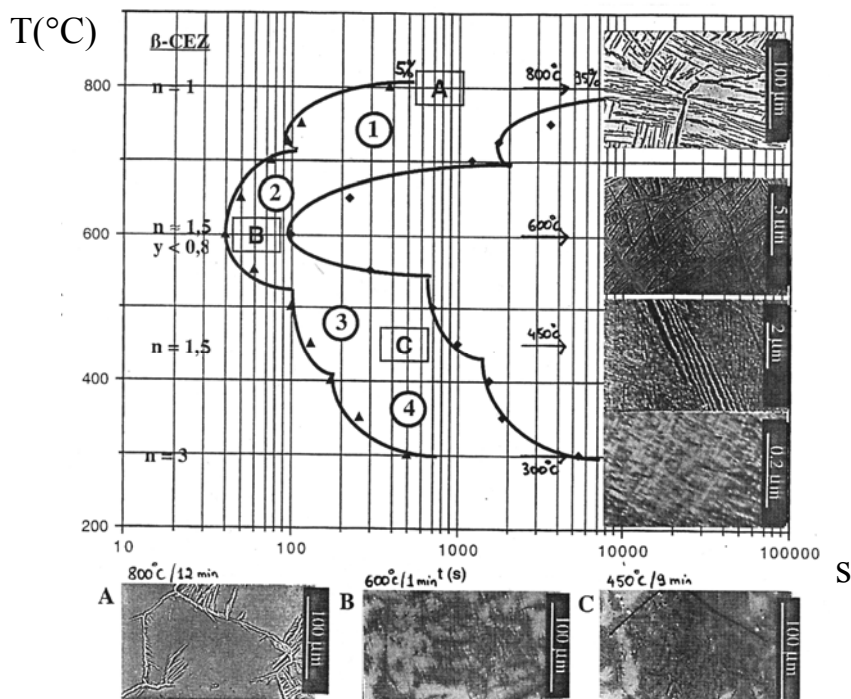 T(°C)
ß-CEZ
5%
A
800°C
95%
100 µm
800
n = 1
1
2
5 µm
n = 1,5
y < 0,8
600
B
600°C
3
2 µm
n = 1,5
C
450°C
400
4
0.2 µm
n = 3
300°C
200
10
100
1000
10000
100000
t (s)
s
800°C/12 min
600°C/1 min
450°C/9 min
A
100 µm
B
100 µm
C
100 µm